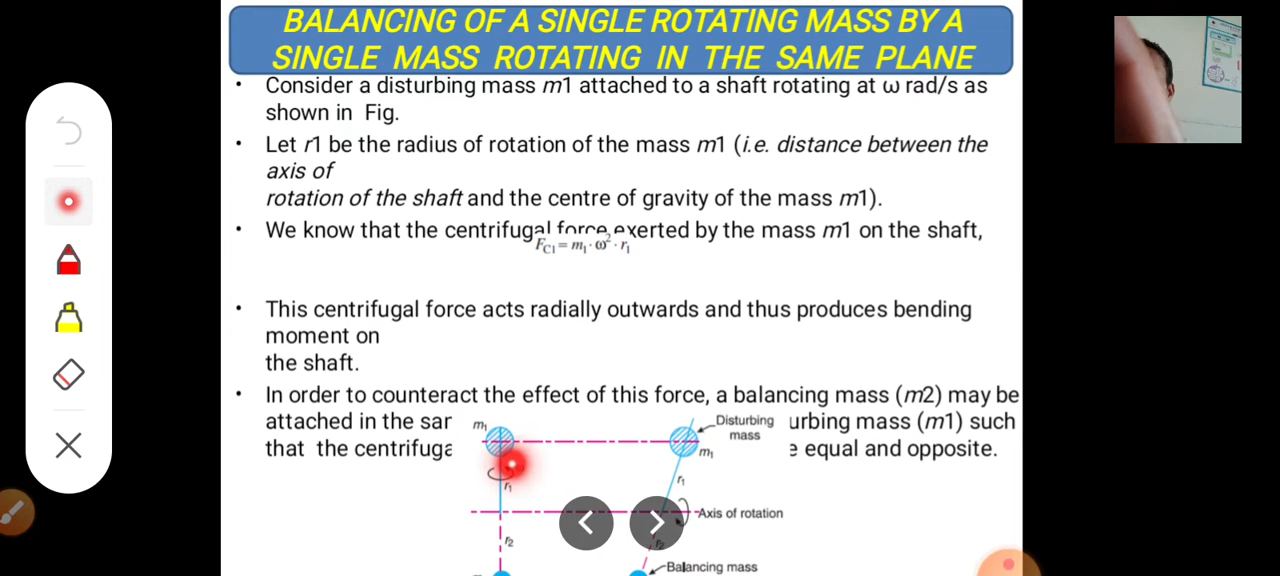 BALANCING OF A SINGLE ROTATING MASS BY A
SINGLE MASS ROTATING IN THE SAME PLANE
• Consider a disturbing mass m1 attached to a shaft rotating at ω rad/s as
shown in Fig.
• Let r1 be the radius of rotation of the mass m1 (i.e. distance between the
axis of
rotation of the shaft and the centre of gravity of the mass m1).
• We know that the centrifugal force exerted by the mass m1 on the shaft,
F_C1 = m₁ · ω² · r₁
• This centrifugal force acts radially outwards and thus produces bending
moment on
the shaft.
• In order to counteract the effect of this force, a balancing mass (m2) may be
attached in the sar urbing mass (m1) such
that the centrifuga e equal and opposite.
m₁
Disturbing
mass
m₁
r₁
r₁
Axis of rotation
r₂
r₂
Balancing mass